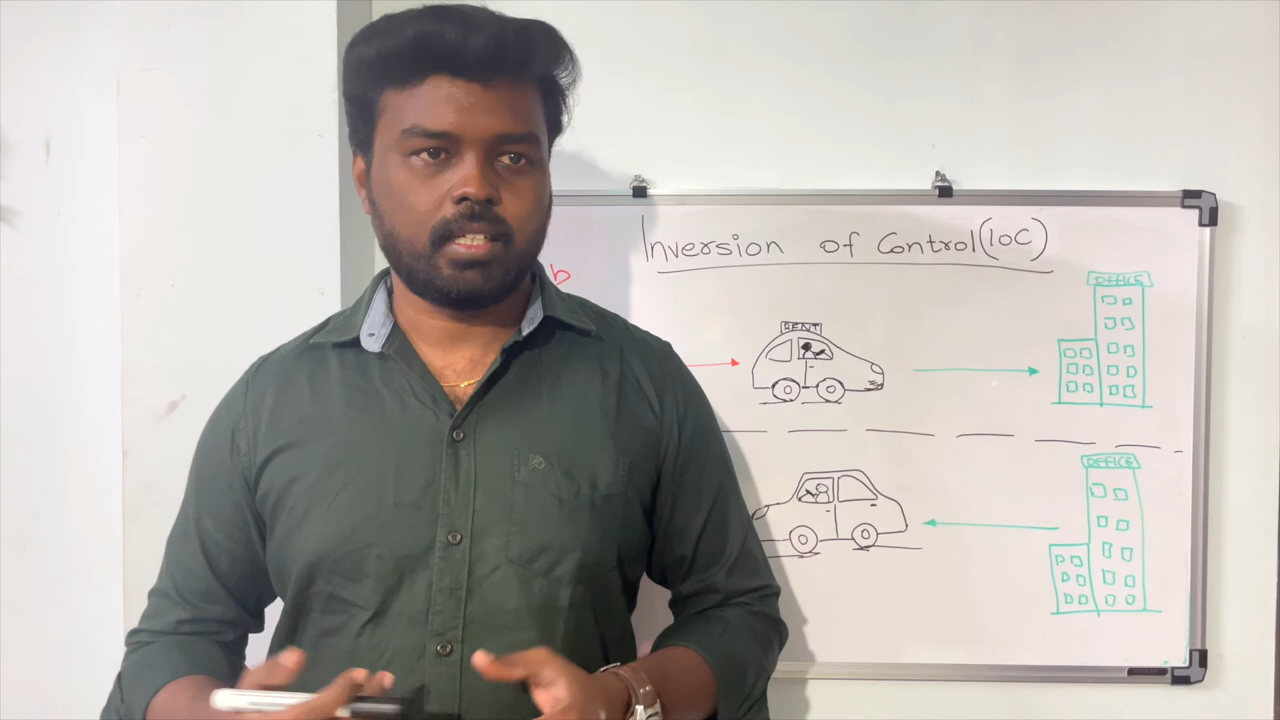 Inversion of Control(IOC)
b
OFFICE
RENT
OFFICE